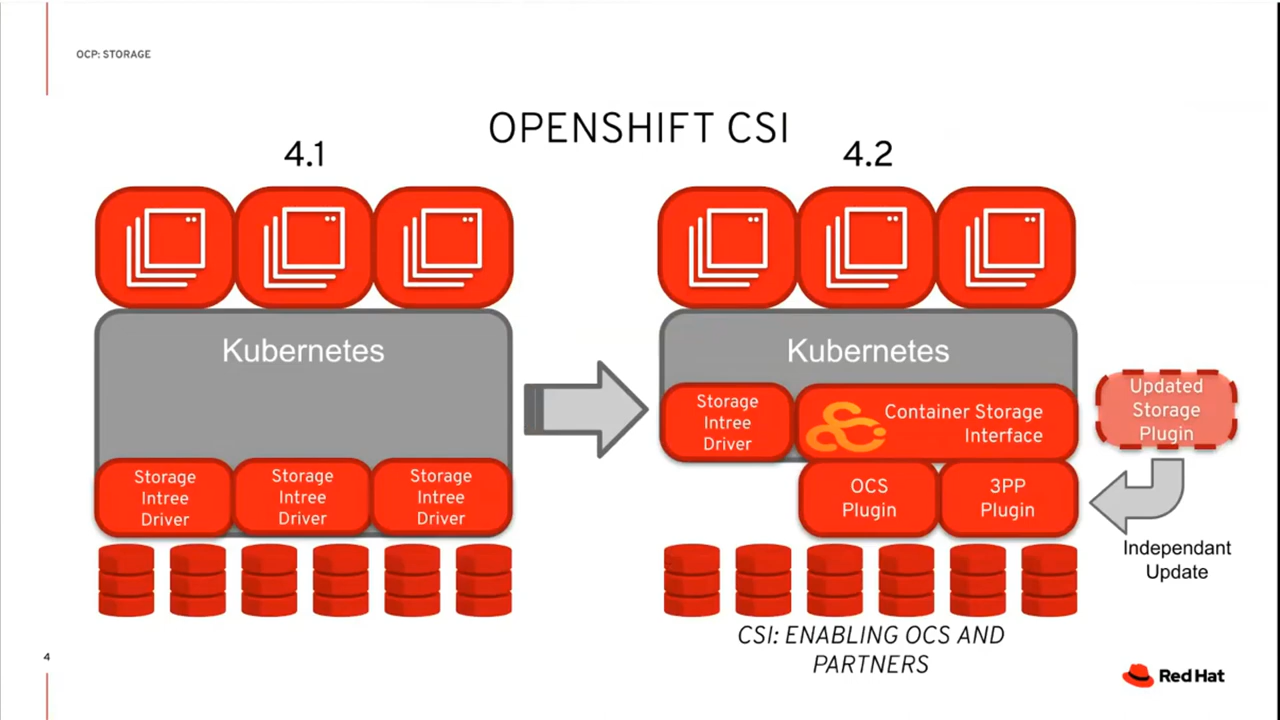 OCP: STORAGE
OPENSHIFT CSI
4.1
4.2
Kubernetes
Storage
Intree
Driver
Storage
Intree
Driver
Storage
Intree
Driver
Kubernetes
Storage
Intree
Driver
Container Storage
Interface
OCS
Plugin
3PP
Plugin
Updated
Storage
Plugin
Independant
Update
CSI: ENABLING OCS AND
PARTNERS
4
Red Hat